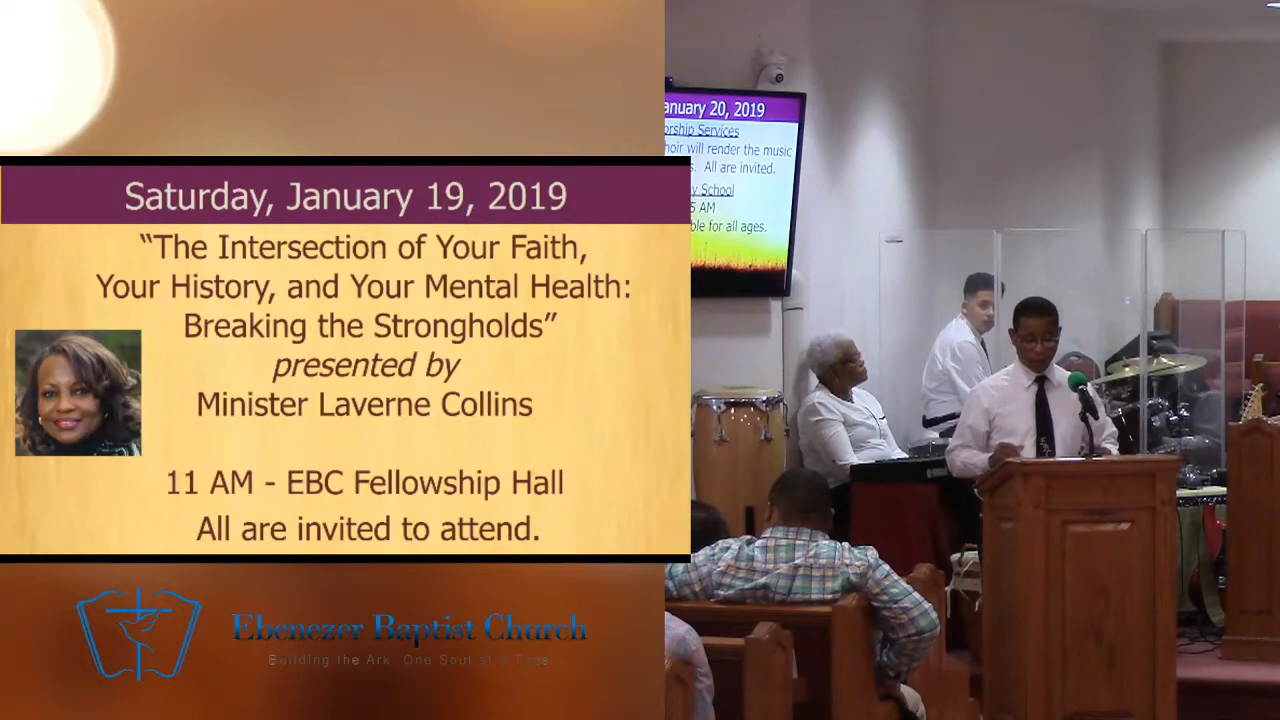 Saturday, January 19, 2019
“The Intersection of Your Faith,
Your History, and Your Mental Health:
Breaking the Strongholds”
presented by
Minister Laverne Collins
11 AM - EBC Fellowship Hall
All are invited to attend.
Ebenezer Baptist Church
Building the Ark, One Soul at a Time
anuary 20, 2019
orship Services
hoir will render the music
s. All are invited.
y School
5 AM
ble for all ages.